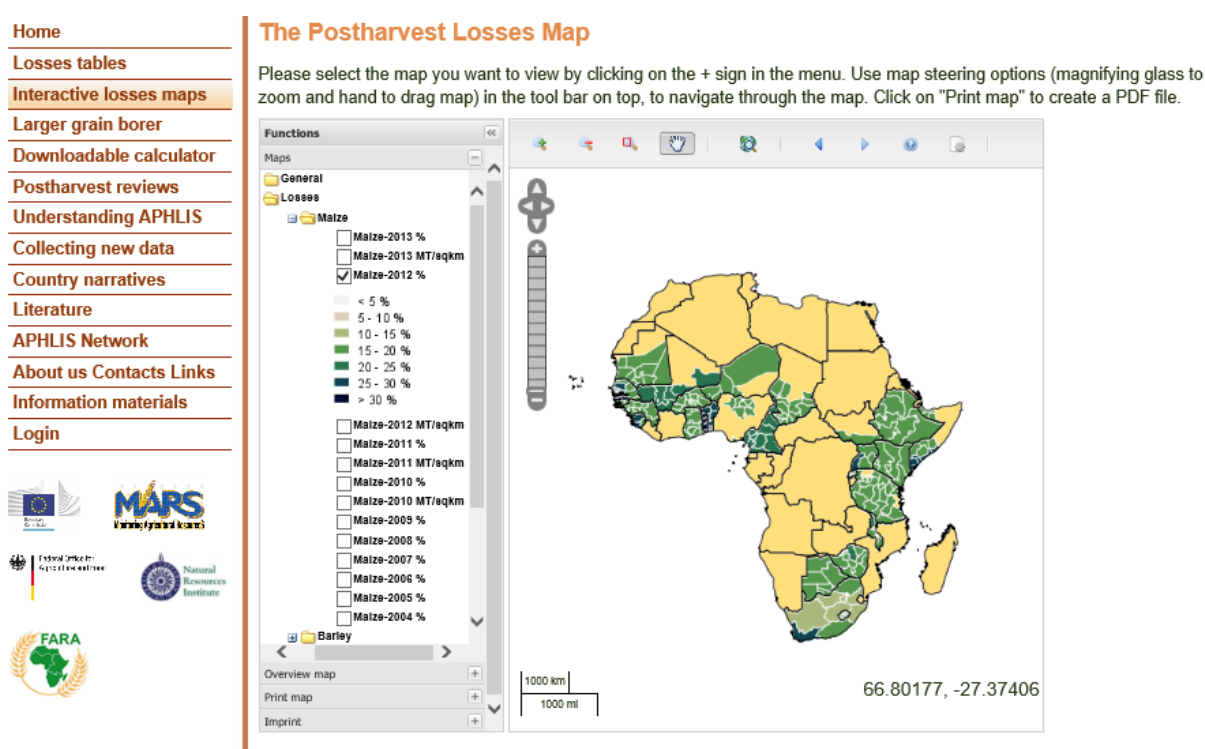 Home
Losses tables
Interactive losses maps
Larger grain borer
Downloadable calculator
Postharvest reviews
Understanding APHLIS
Collecting new data
Country narratives
Literature
APHLIS Network
About us Contacts Links
Information materials
Login
MARS
Natural
Resources
Institute
FARA
The Postharvest Losses Map
Please select the map you want to view by clicking on the + sign in the menu. Use map steering options (magnifying glass to
zoom and hand to drag map) in the tool bar on top, to navigate through the map. Click on "Print map" to create a PDF file.
Functions
Maps
General
Losses
Maize
Maize-2013 %
Maize-2013 MT/sqkm
Maize-2012 %
< 5 %
5 - 10 %
10 - 15 %
15 - 20 %
20 - 25 %
25 - 30 %
> 30 %
Maize-2012 MT/sqkm
Maize-2011 %
Maize-2011 MT/sqkm
Maize-2010 %
Maize-2010 MT/sqkm
Maize-2009 %
Maize-2008 %
Maize-2007 %
Maize-2006 %
Maize-2005 %
Maize-2004 %
Barley
Overview map
Print map
Imprint
1000 km
1000 mi
66.80177, -27.37406